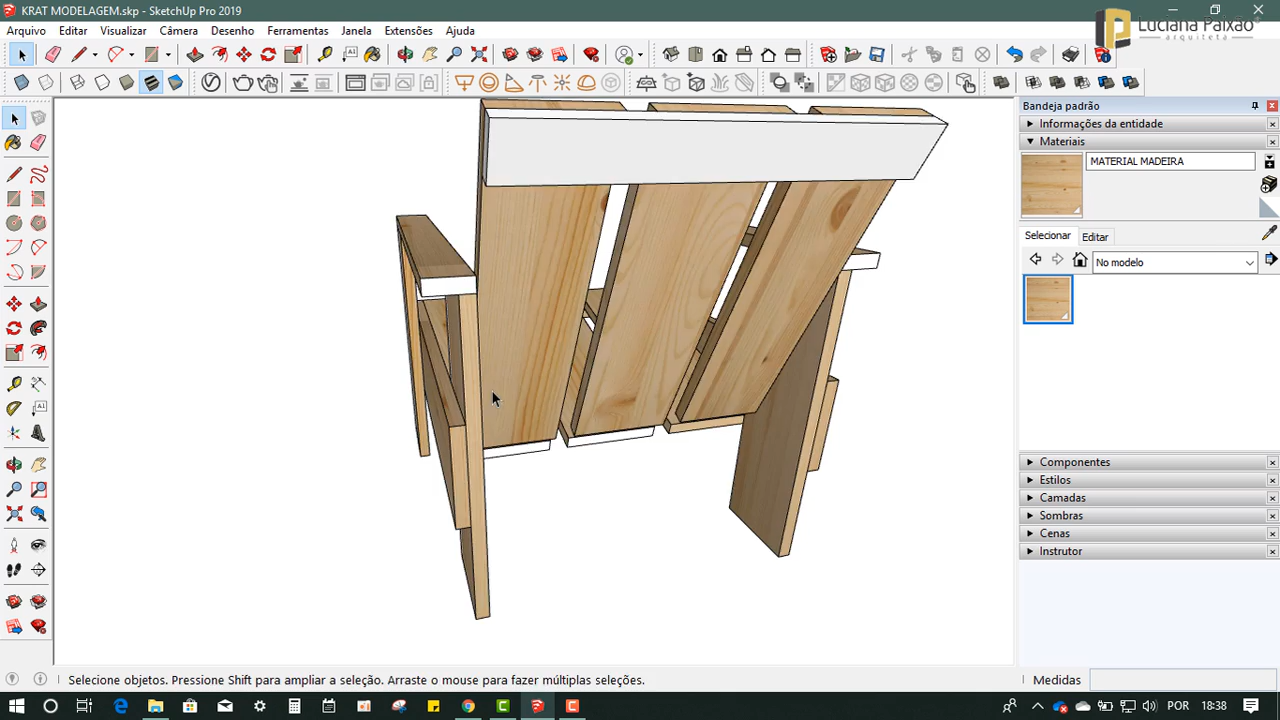 KRAT MODELAGEM.skp - SketchUp Pro 2019
Luciana Paixão
arquiteta
Arquivo Editar Visualizar Câmera Desenho Ferramentas Janela Extensões Ajuda
Bandeja padrão
Informações da entidade
Materiais
MATERIAL MADEIRA
Selecionar Editar
No modelo
Componentes
Estilos
Camadas
Sombras
Cenas
Instrutor
Selecione objetos. Pressione Shift para ampliar a seleção. Arraste o mouse para fazer múltiplas seleções.
Medidas
POR 18:38